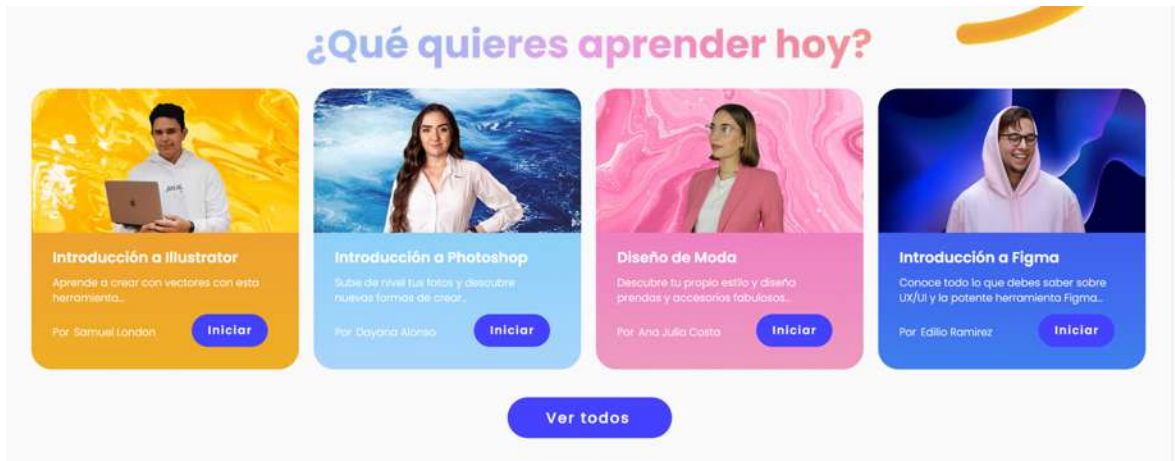 ¿Qué quieres aprender hoy?
Introducción a Illustrator
Aprende a crear con vectores con esta
herramienta...
Por Samuel London
Iniciar
Introducción a Photoshop
Sube de nivel tus fotos y descubre
nuevas formas de crear..
Por Dayana Alonso
Iniciar
Diseño de Moda
Descubre tu propio estilo y diseña
prendas y accesorios fabulosos...
Por Ana Julia Costa
Iniciar
Introducción a Figma
Conoce todo lo que debes saber sobre
UX/UI y la potente herramienta Figma...
Por Edilio Ramirez
Iniciar
Ver todos